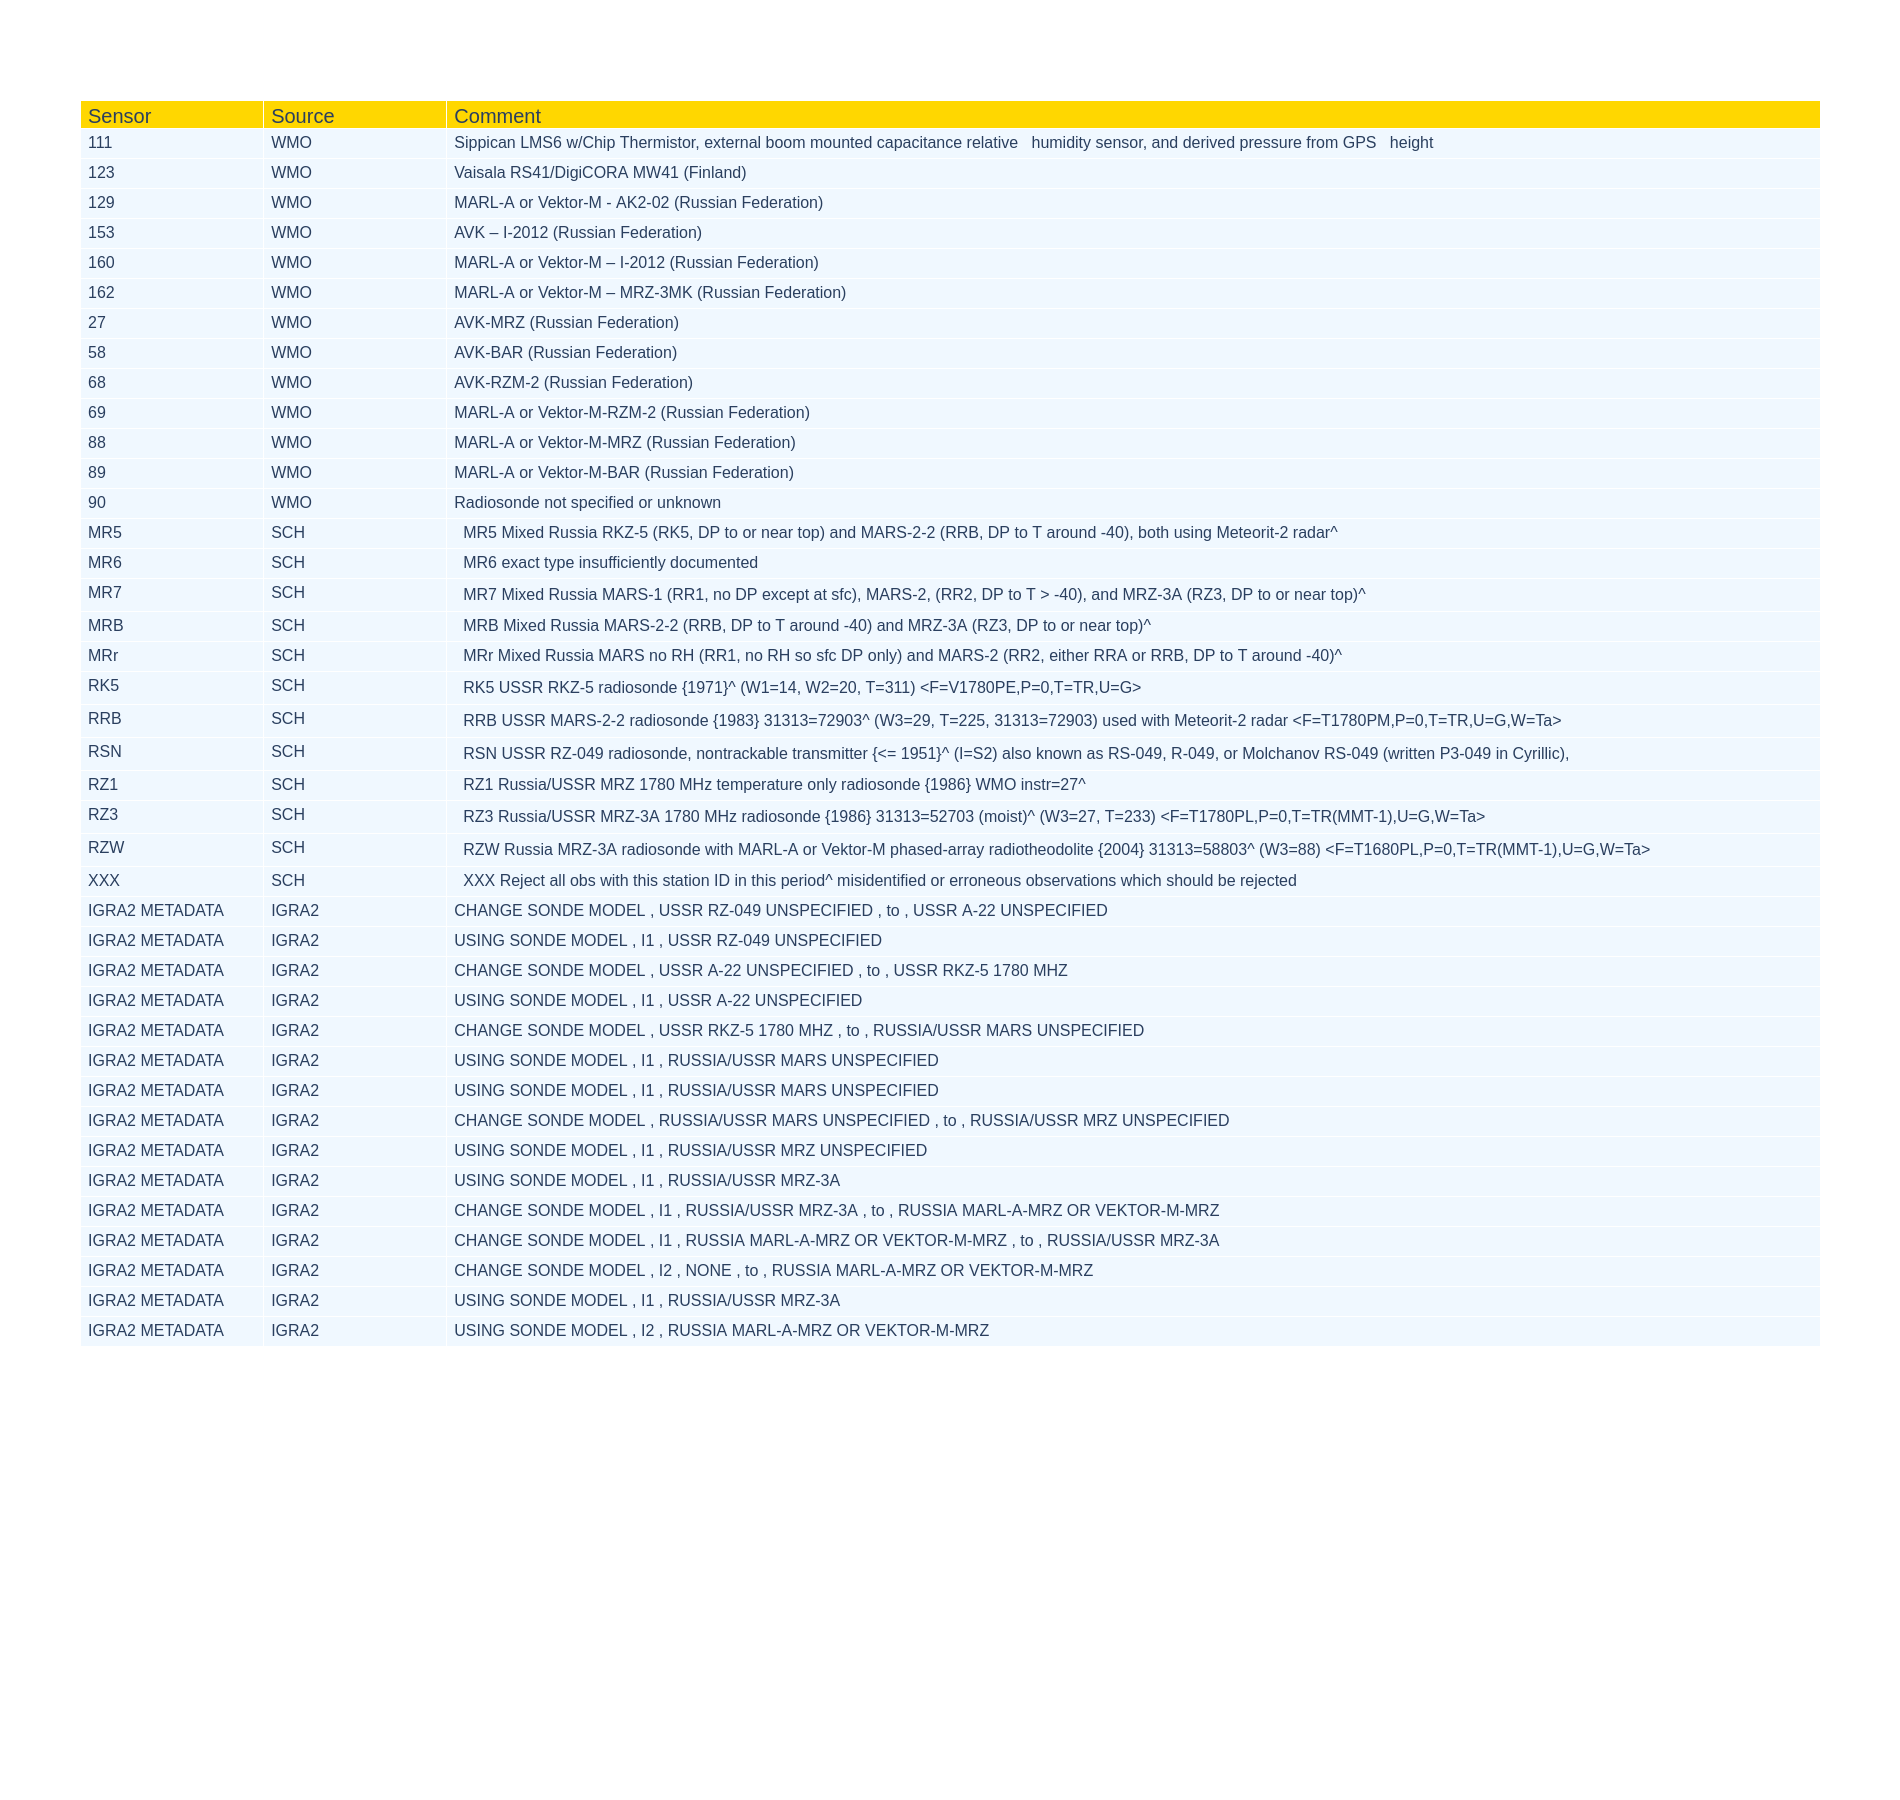 Sensor Source Comment
111 WMO Sippican LMS6 w/Chip Thermistor, external boom mounted capacitance relative   humidity sensor, and derived pressure from GPS   height
123 WMO Vaisala RS41/DigiCORA MW41 (Finland)
129 WMO MARL-A or Vektor-M - AK2-02 (Russian Federation)
153 WMO AVK – I-2012 (Russian Federation)
160 WMO MARL-A or Vektor-M – I-2012 (Russian Federation)
162 WMO MARL-A or Vektor-M – MRZ-3MK (Russian Federation)
27 WMO AVK-MRZ (Russian Federation)
58 WMO AVK-BAR (Russian Federation)
68 WMO AVK-RZM-2 (Russian Federation)
69 WMO MARL-A or Vektor-M-RZM-2 (Russian Federation)
88 WMO MARL-A or Vektor-M-MRZ (Russian Federation)
89 WMO MARL-A or Vektor-M-BAR (Russian Federation)
90 WMO Radiosonde not specified or unknown
MR5 SCH MR5 Mixed Russia RKZ-5 (RK5, DP to or near top) and MARS-2-2 (RRB, DP to T around -40), both using Meteorit-2 radar^
MR6 SCH MR6 exact type insufficiently documented
MR7 SCH MR7 Mixed Russia MARS-1 (RR1, no DP except at sfc), MARS-2, (RR2, DP to T > -40), and MRZ-3A (RZ3, DP to or near top)^
MRB SCH MRB Mixed Russia MARS-2-2 (RRB, DP to T around -40) and MRZ-3A (RZ3, DP to or near top)^
MRr SCH MRr Mixed Russia MARS no RH (RR1, no RH so sfc DP only) and MARS-2 (RR2, either RRA or RRB, DP to T around -40)^
RK5 SCH RK5 USSR RKZ-5 radiosonde {1971}^ (W1=14, W2=20, T=311) <F=V1780PE,P=0,T=TR,U=G>
RRB SCH RRB USSR MARS-2-2 radiosonde {1983} 31313=72903^ (W3=29, T=225, 31313=72903) used with Meteorit-2 radar <F=T1780PM,P=0,T=TR,U=G,W=Ta>
RSN SCH RSN USSR RZ-049 radiosonde, nontrackable transmitter {<= 1951}^ (I=S2) also known as RS-049, R-049, or Molchanov RS-049 (written P3-049 in Cyrillic),
RZ1 SCH RZ1 Russia/USSR MRZ 1780 MHz temperature only radiosonde {1986} WMO instr=27^
RZ3 SCH RZ3 Russia/USSR MRZ-3A 1780 MHz radiosonde {1986} 31313=52703 (moist)^ (W3=27, T=233) <F=T1780PL,P=0,T=TR(MMT-1),U=G,W=Ta>
RZW SCH RZW Russia MRZ-3A radiosonde with MARL-A or Vektor-M phased-array radiotheodolite {2004} 31313=58803^ (W3=88) <F=T1680PL,P=0,T=TR(MMT-1),U=G,W=Ta>
XXX SCH XXX Reject all obs with this station ID in this period^ misidentified or erroneous observations which should be rejected
IGRA2 METADATA IGRA2 CHANGE SONDE MODEL , USSR RZ-049 UNSPECIFIED , to , USSR A-22 UNSPECIFIED
IGRA2 METADATA IGRA2 USING SONDE MODEL , I1 , USSR RZ-049 UNSPECIFIED
IGRA2 METADATA IGRA2 CHANGE SONDE MODEL , USSR A-22 UNSPECIFIED , to , USSR RKZ-5 1780 MHZ
IGRA2 METADATA IGRA2 USING SONDE MODEL , I1 , USSR A-22 UNSPECIFIED
IGRA2 METADATA IGRA2 CHANGE SONDE MODEL , USSR RKZ-5 1780 MHZ , to , RUSSIA/USSR MARS UNSPECIFIED
IGRA2 METADATA IGRA2 USING SONDE MODEL , I1 , RUSSIA/USSR MARS UNSPECIFIED
IGRA2 METADATA IGRA2 USING SONDE MODEL , I1 , RUSSIA/USSR MARS UNSPECIFIED
IGRA2 METADATA IGRA2 CHANGE SONDE MODEL , RUSSIA/USSR MARS UNSPECIFIED , to , RUSSIA/USSR MRZ UNSPECIFIED
IGRA2 METADATA IGRA2 USING SONDE MODEL , I1 , RUSSIA/USSR MRZ UNSPECIFIED
IGRA2 METADATA IGRA2 USING SONDE MODEL , I1 , RUSSIA/USSR MRZ-3A
IGRA2 METADATA IGRA2 CHANGE SONDE MODEL , I1 , RUSSIA/USSR MRZ-3A , to , RUSSIA MARL-A-MRZ OR VEKTOR-M-MRZ
IGRA2 METADATA IGRA2 CHANGE SONDE MODEL , I1 , RUSSIA MARL-A-MRZ OR VEKTOR-M-MRZ , to , RUSSIA/USSR MRZ-3A
IGRA2 METADATA IGRA2 CHANGE SONDE MODEL , I2 , NONE , to , RUSSIA MARL-A-MRZ OR VEKTOR-M-MRZ
IGRA2 METADATA IGRA2 USING SONDE MODEL , I1 , RUSSIA/USSR MRZ-3A
IGRA2 METADATA IGRA2 USING SONDE MODEL , I2 , RUSSIA MARL-A-MRZ OR VEKTOR-M-MRZ